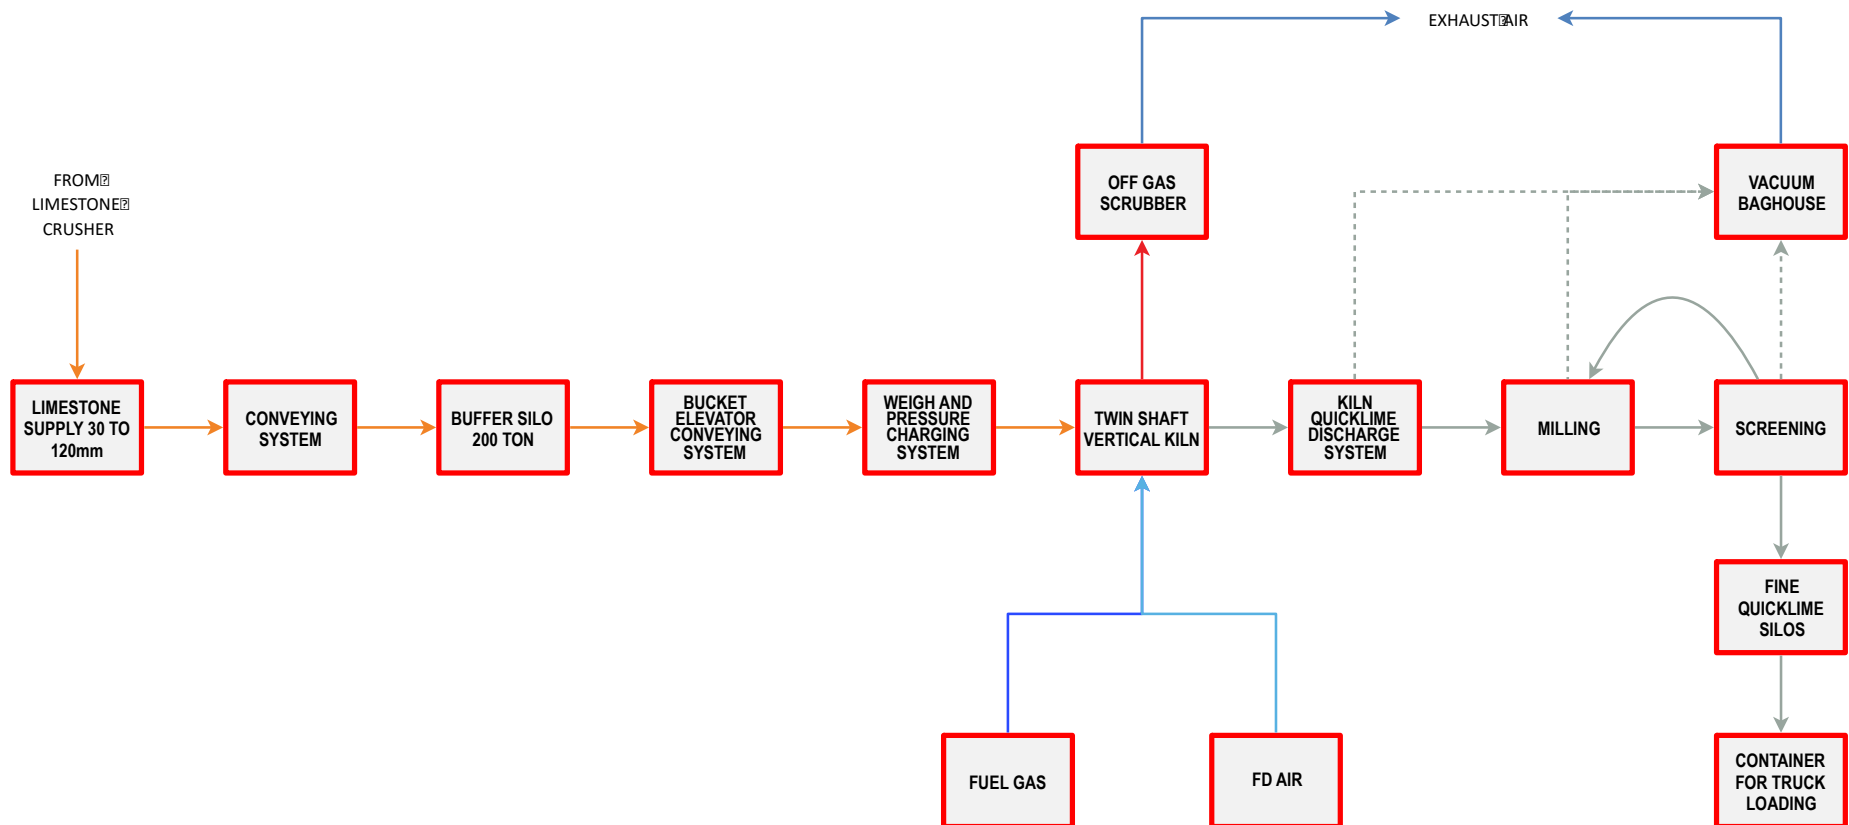 EXHAUST AIR
OFF GAS
SCRUBBER
VACUUM
BAGHOUSE
FROM
LIMESTONE
CRUSHER
LIMESTONE
SUPPLY 30 TO
120mm
CONVEYING
SYSTEM
BUFFER SILO
200 TON
BUCKET
ELEVATOR
CONVEYING
SYSTEM
WEIGH AND
PRESSURE
CHARGING
SYSTEM
TWIN SHAFT
VERTICAL KILN
KILN
QUICKLIME
DISCHARGE
SYSTEM
MILLING
SCREENING
FINE
QUICKLIME
SILOS
FUEL GAS
FD AIR
CONTAINER
FOR TRUCK
LOADING